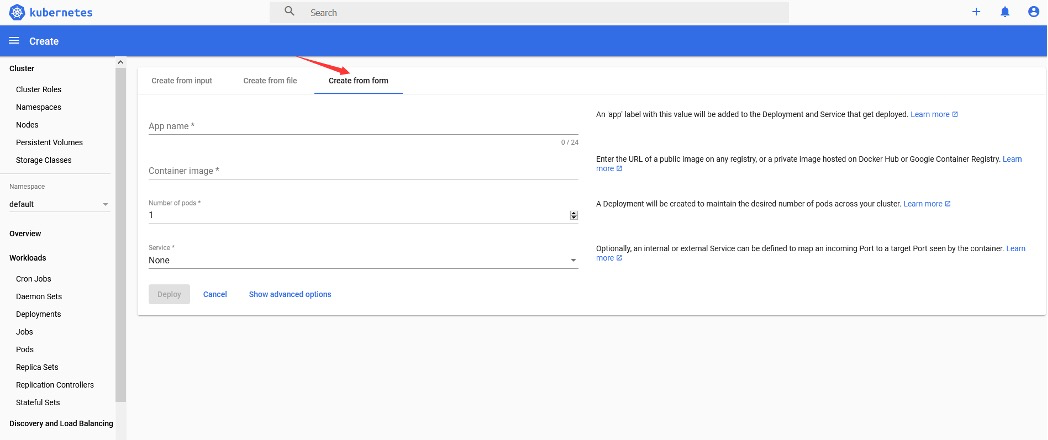 kubernetes
Search
Create
Cluster
Cluster Roles
Namespaces
Nodes
Persistent Volumes
Storage Classes
Namespace
default
Overview
Workloads
Cron Jobs
Daemon Sets
Deployments
Jobs
Pods
Replica Sets
Replication Controllers
Stateful Sets
Discovery and Load Balancing
Create from input
Create from file
Create from form
App name *
0 / 24
An 'app' label with this value will be added to the Deployment and Service that get deployed. Learn more
Container image *
Enter the URL of a public image on any registry, or a private image hosted on Docker Hub or Google Container Registry. Learn
more
Number of pods *
1
A Deployment will be created to maintain the desired number of pods across your cluster. Learn more
Service *
None
Optionally, an internal or external Service can be defined to map an incoming Port to a target Port seen by the container. Learn
more
Deploy
Cancel
Show advanced options